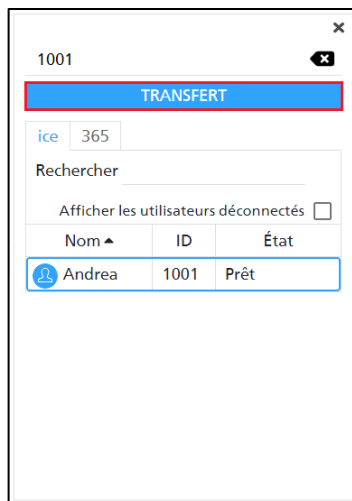 1001
TRANSFERT
ice 365
Rechercher
Afficher les utilisateurs déconnectés
Nom ID État
Andrea 1001 Prêt